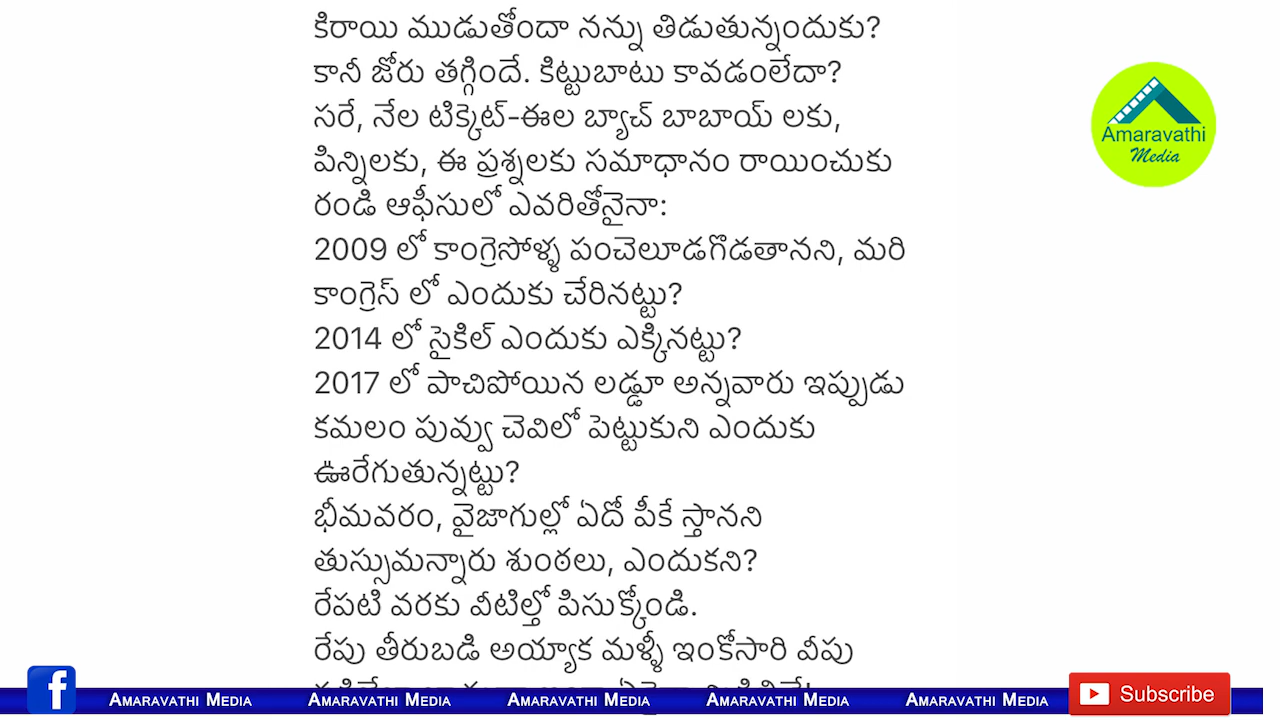 కిరాయి ముడుతోందా నన్ను తిడుతున్నందుకు?
కానీ జోరు తగ్గిందే. కిట్టుబాటు కావడంలేదా?
సరే, నేల టికెట్-ఈల బ్యాచ్ బాబాయ్ లకు,
పిన్నిలకు, ఈ ప్రశ్నలకు సమాధానం రాయించుకు
రండి ఆఫీసులో ఎవరితోనైనా:
2009 లో కాంగ్రెసోళ్ళ పంచెలూడగొడతానని, మరి
కాంగ్రెస్ లో ఎందుకు చేరినట్టు?
2014 లో సైకిల్ ఎందుకు ఎక్కినట్టు?
2017 లో పాచిపోయిన లడ్డూ అన్నవారు ఇప్పుడు
కమలం పువ్వు చెవిలో పెట్టుకుని ఎందుకు
ఊరేగుతున్నట్టు?
భీమవరం, వైజాగుల్లో ఏదో పీకే స్తానని
తుస్సుమన్నారు శుంఠలు, ఎందుకని?
రేపటి వరకు వీటిల్తో పిసుక్కోండి.
రేపు తీరుబడి అయ్యాక మళ్ళీ ఇంకోసారి వీపు
Amaravathi
Media
f Amaravathi Media Amaravathi Media Amaravathi Media Amaravathi Media Amaravathi Media Subscribe